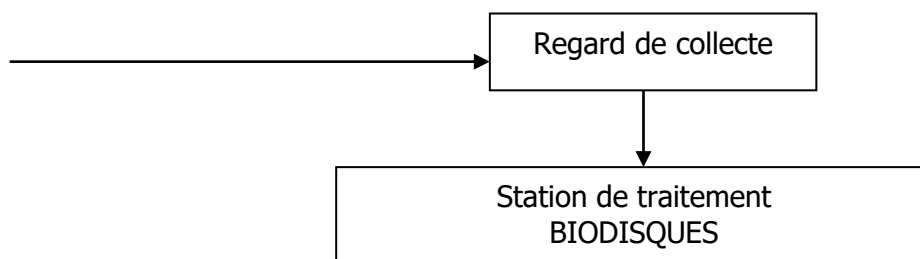 Regard de collecte
Station de traitement
BIODISQUES